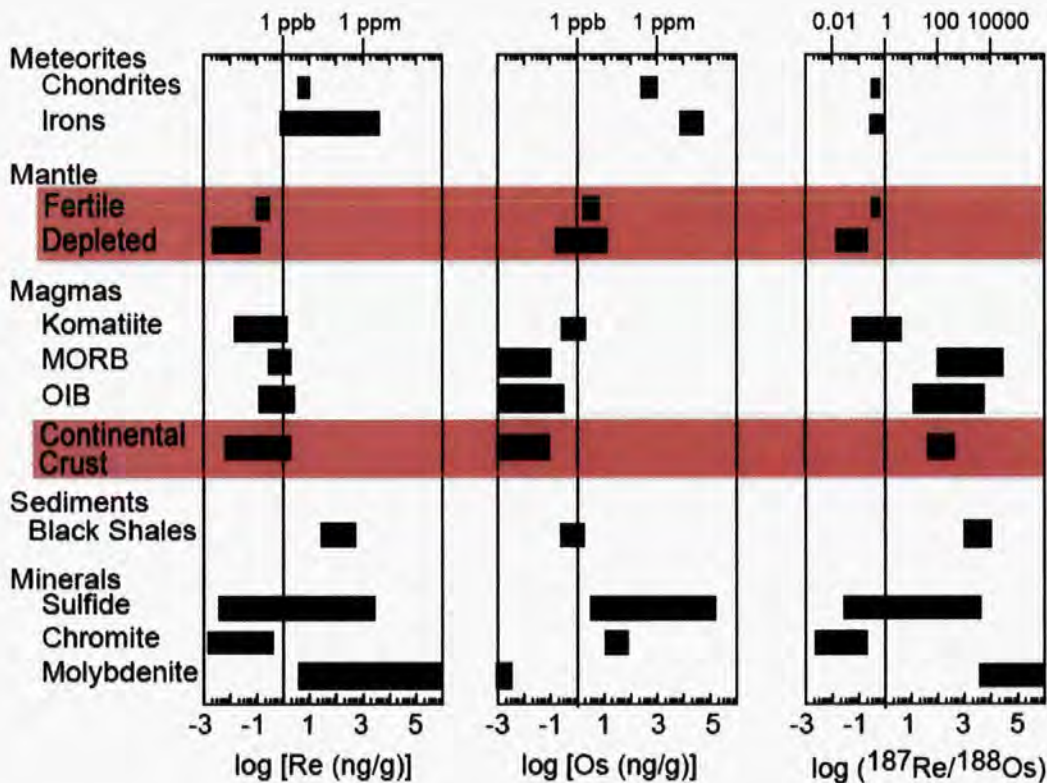 1 ppb 1 ppm 1 ppb 1 ppm 0.01 1 100 10000
Meteorites
Chondrites
Irons
Mantle
Fertile
Depleted
Magmas
Komatiite
MORB
OIB
Continental
Crust
Sediments
Black Shales
Minerals
Sulfide
Chromite
Molybdenite
-3 -1 1 3 5 -3 -1 1 3 5 -3 -1 1 3 5
log [Re (ng/g)] log [Os (ng/g)] log (¹⁸⁷Re/¹⁸⁸Os)